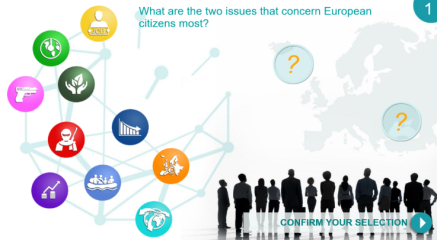 What are the two issues that concern European
citizens most?
1
?
?
CONFIRM YOUR SELECTION